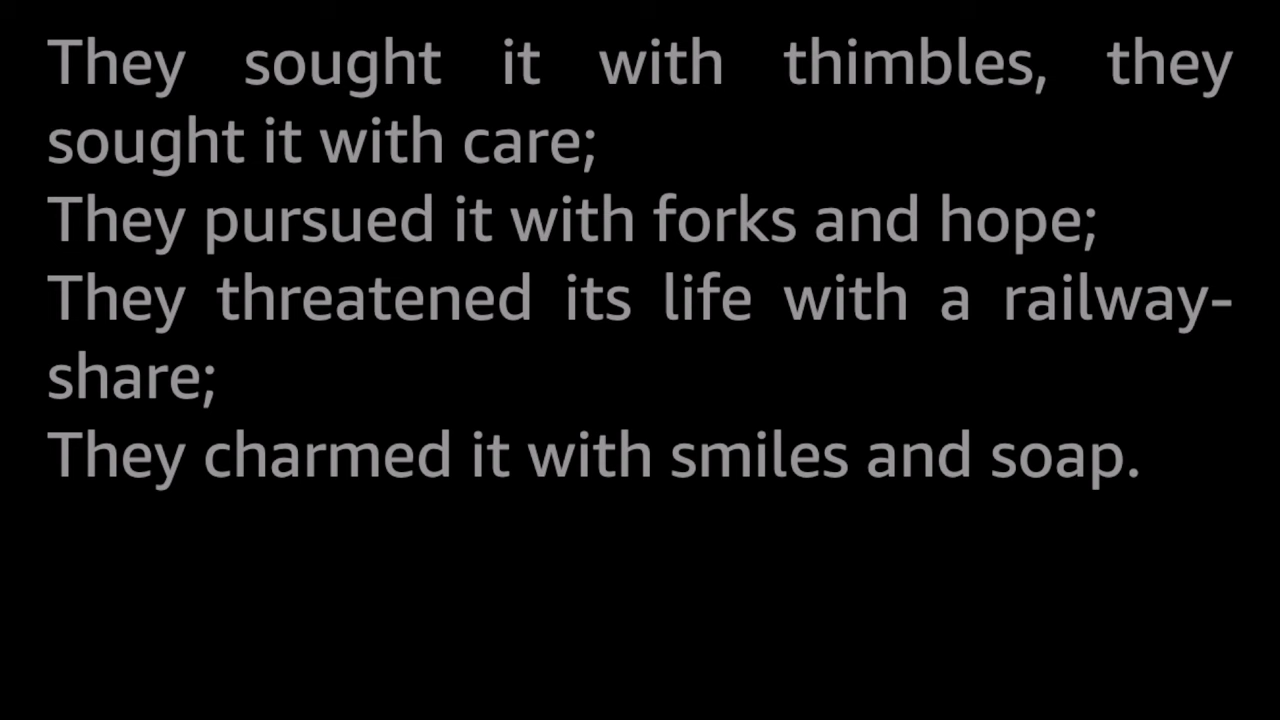 They sought it with thimbles, they
sought it with care;
They pursued it with forks and hope;
They threatened its life with a railway-
share;
They charmed it with smiles and soap.